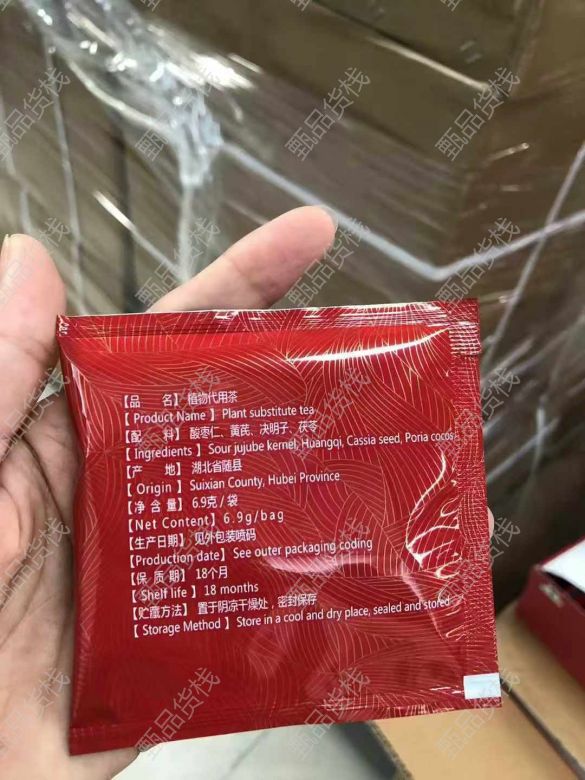 【品 名】植物代用茶
【 Product Name 】 Plant substitute tea
【配 料】 酸枣仁、黄芪、决明子、茯苓
【 Ingredients 】 Sour jujube kernel, Huangqi, Cassia seed, Poria cocos
【产 地】 湖北省随县
【 Origin 】 Suixian County, Hubei Province
【净 含 量】 6.9克 / 袋
【Net Content】 6.9g/bag
【生产日期】 见外包装喷码
【Production date】 See outer packaging coding
【保 质 期】 18个月
【 Shelf life 】 18 months
【贮藏方法】 置于阴凉干燥处，密封保存
【 Storage Method 】 Store in a cool and dry place, sealed and stored
甄品货栈